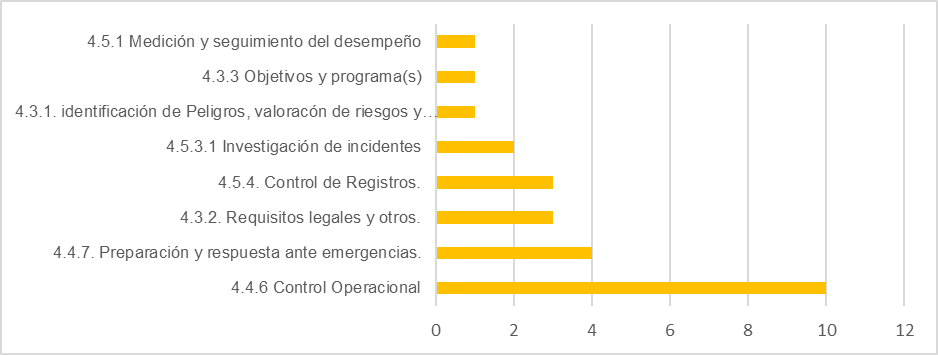 4.5.1 Medición y seguimiento del desempeño
4.3.3 Objetivos y programa(s)
4.3.1. identificación de Peligros, valoracón de riesgos y…
4.5.3.1 Investigación de incidentes
4.5.4. Control de Registros.
4.3.2. Requisitos legales y otros.
4.4.7. Preparación y respuesta ante emergencias.
4.4.6 Control Operacional
0 2 4 6 8 10 12